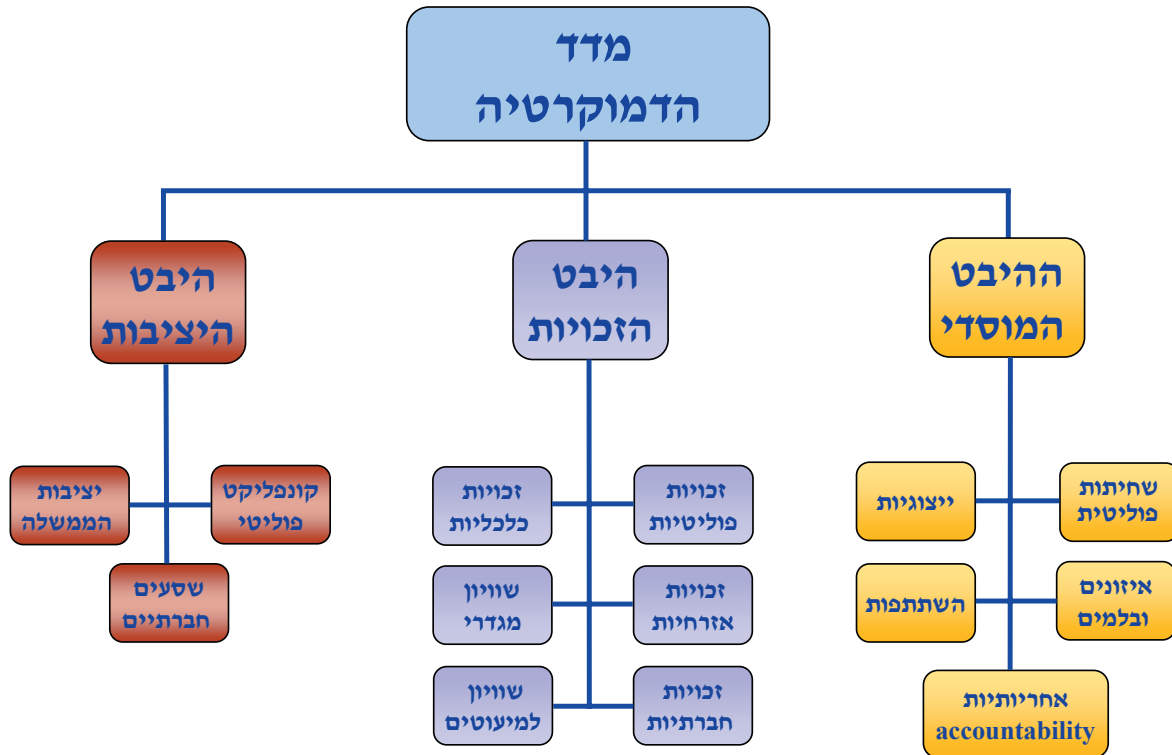 מדד
הדמוקרטיה
ההיבט
המוסדי
היבט
הזכויות
היבט
היציבות
שחיתות
פוליטית
ייצוגיות
איזונים
ובלמים
השתתפות
אחריותיות
accountability
זכויות
פוליטיות
זכויות
כלכליות
זכויות
אזרחיות
שוויון
מגדרי
זכויות
חברתיות
שוויון
למיעוטים
קונפליקט
פוליטי
יציבות
הממשלה
שסעים
חברתיים